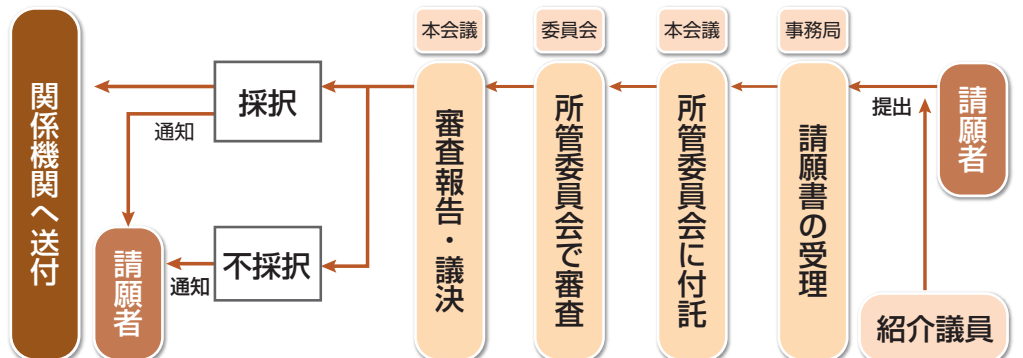 請願者
提出
紹介議員
事務局
請願書の受理
本会議
所管委員会に付託
委員会
所管委員会で審査
本会議
審査報告・議決
採択
通知
不採択
通知
請願者
関係機関へ送付